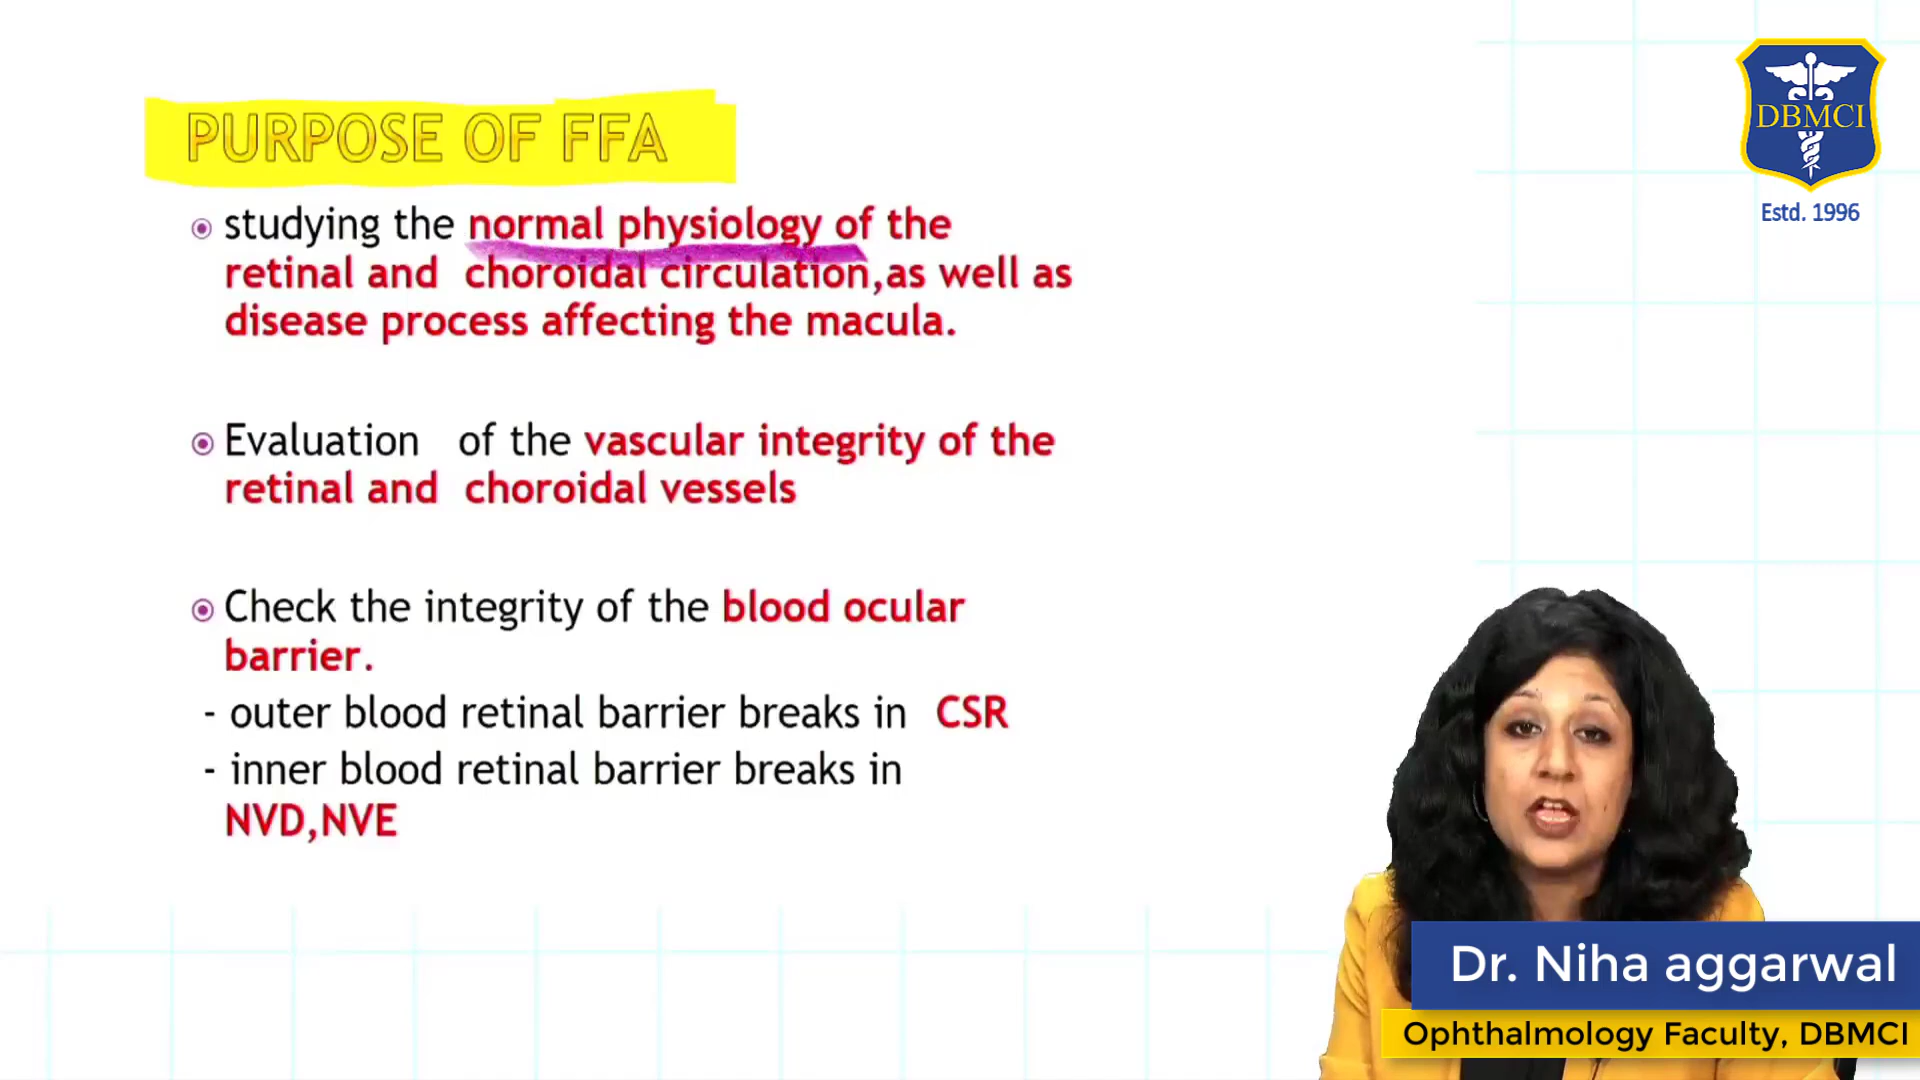 PURPOSE OF FFA
studying the normal physiology of the
retinal and choroidal circulation,as well as
disease process affecting the macula.
Evaluation of the vascular integrity of the
retinal and choroidal vessels
Check the integrity of the blood ocular
barrier.
- outer blood retinal barrier breaks in CSR
- inner blood retinal barrier breaks in
NVD,NVE
DBMCI
Estd. 1996
Dr. Niha aggarwal
Ophthalmology Faculty, DBMCI